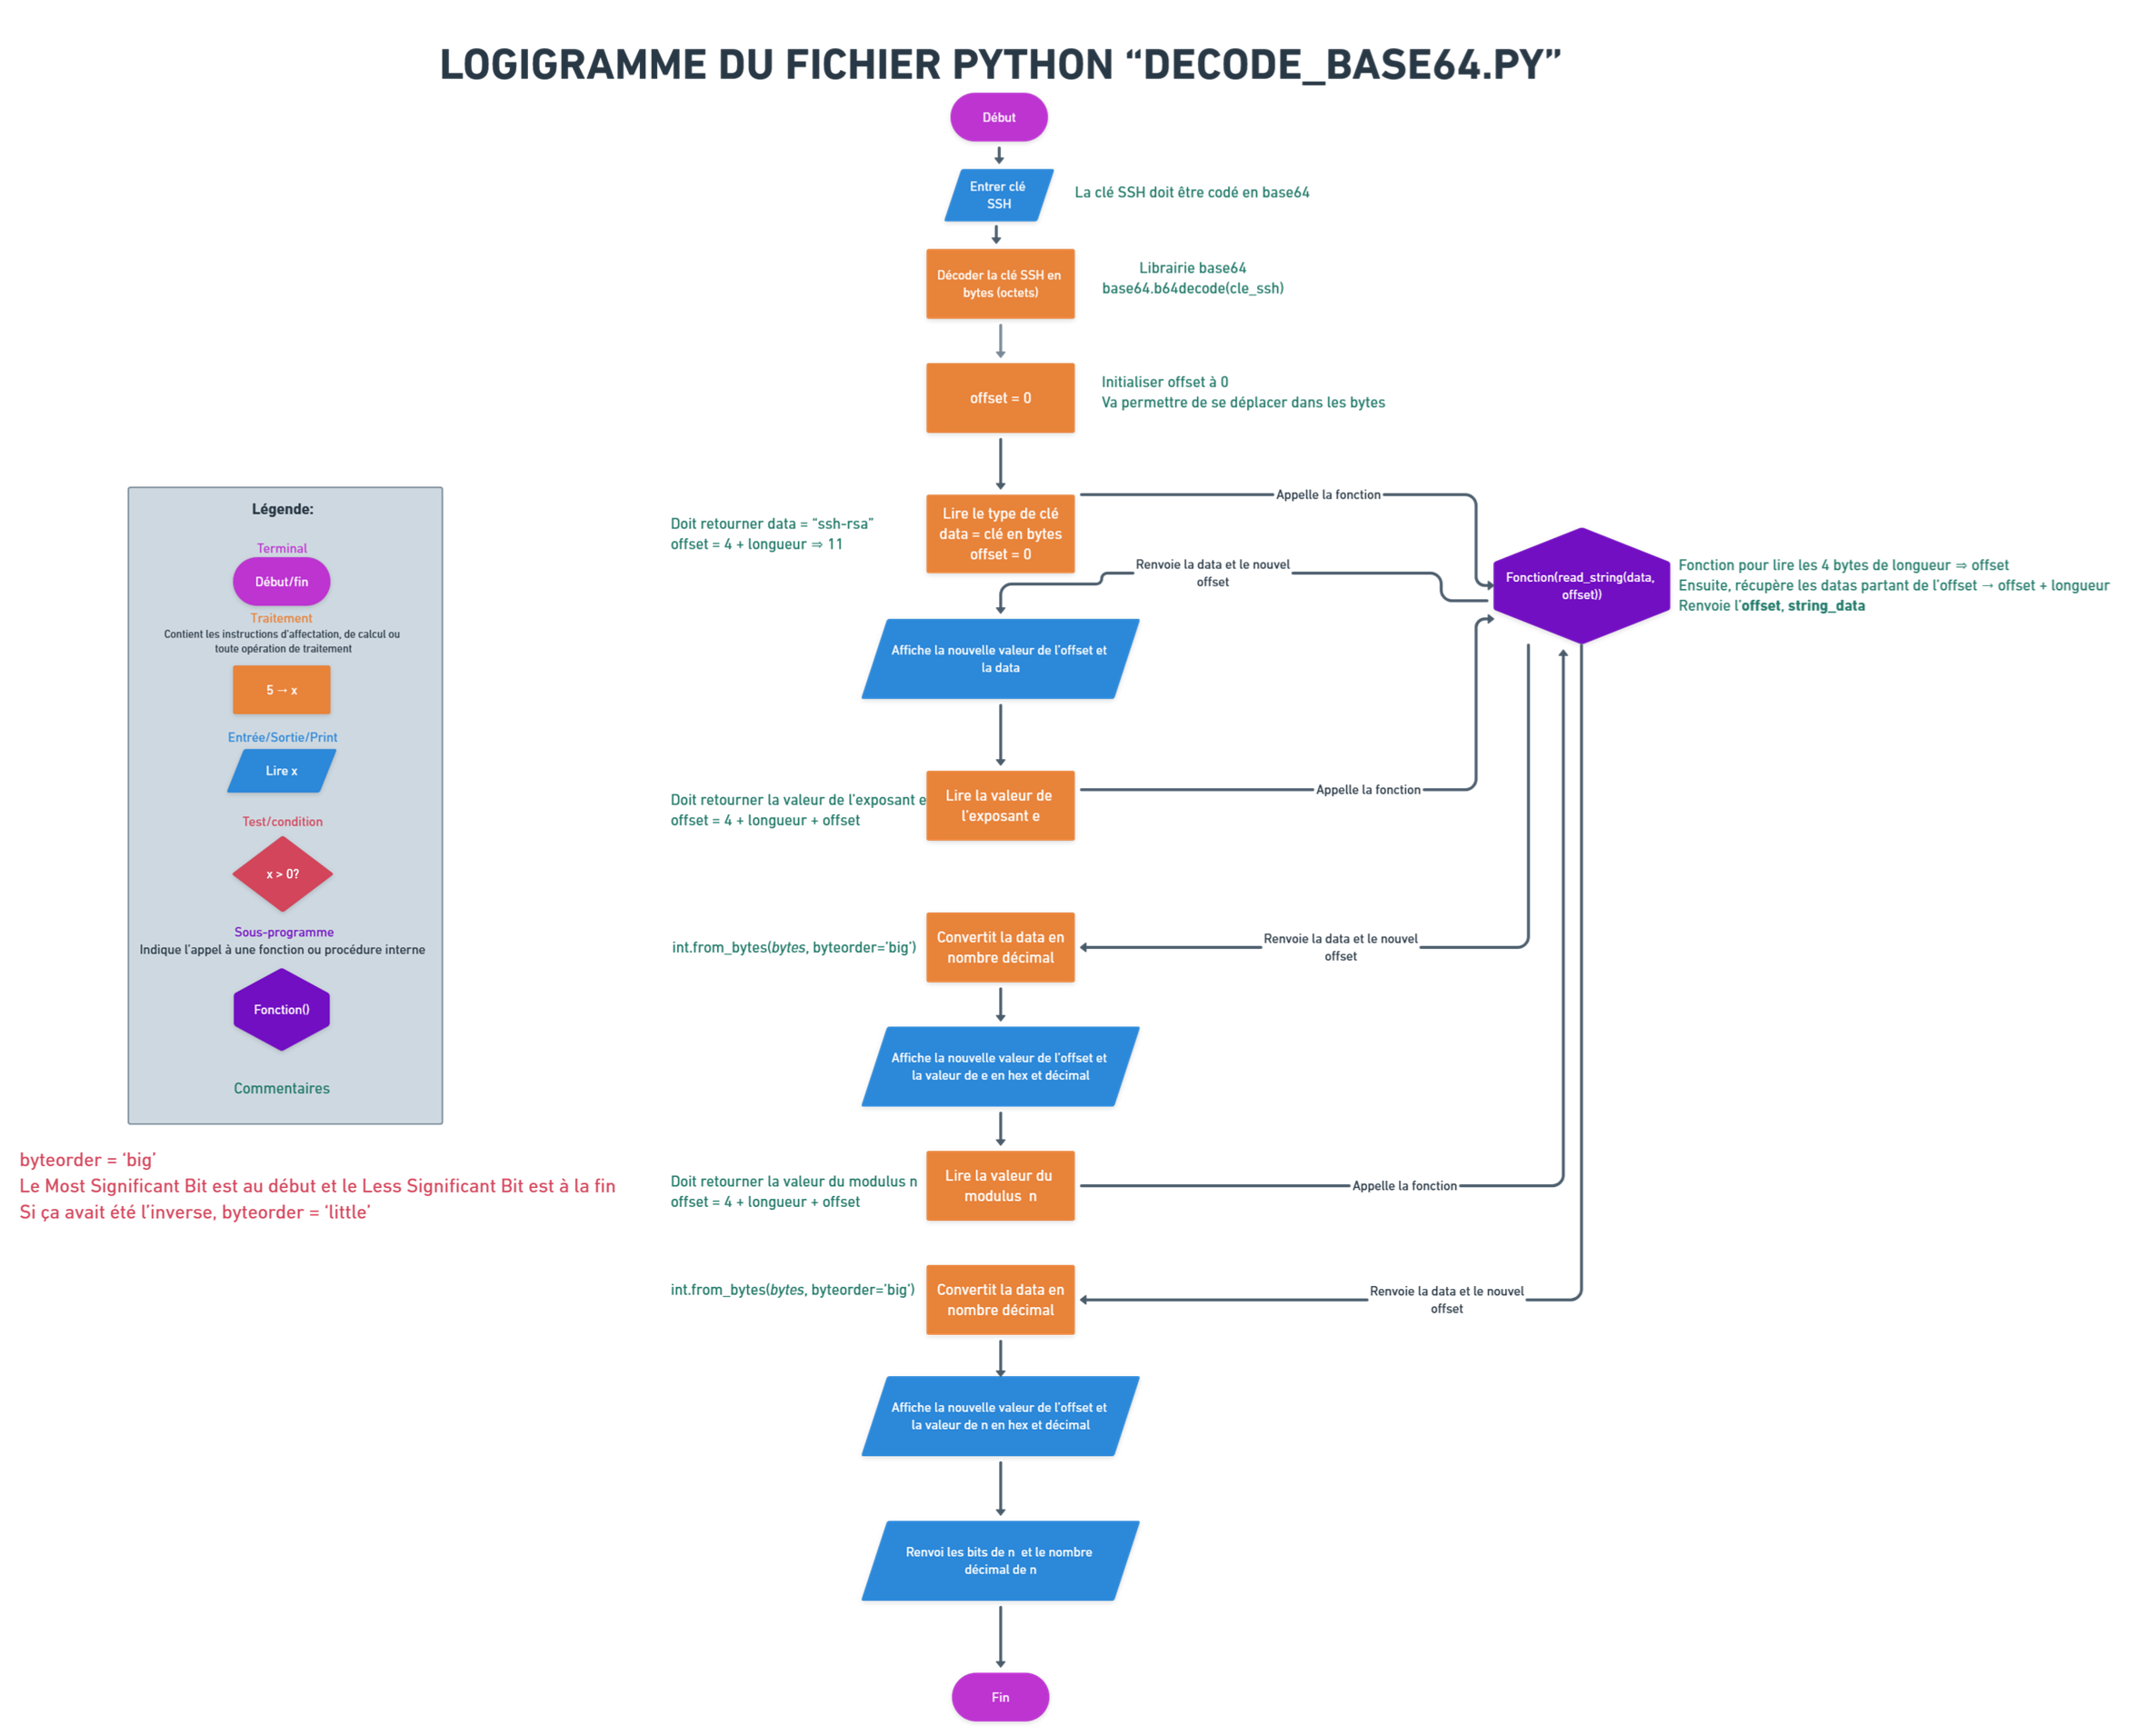 LOGIGRAMME DU FICHIER PYTHON “DECODE_BASE64.PY”
Début
Entrer clé
SSH
La clé SSH doit être codé en base64
Décoder la clé SSH en
bytes (octets)
Librairie base64
base64.b64decode(cle_ssh)
offset = 0
Initialiser offset à 0
Va permettre de se déplacer dans les bytes
Légende:
Terminal
Début/fin
Traitement
Contient les instructions d'affectation, de calcul ou
toute opération de traitement
5 → x
Entrée/Sortie/Print
Lire x
Test/condition
x > 0?
Sous-programme
Indique l'appel à une fonction ou procédure interne
Fonction()
Commentaires
byteorder = ‘big’
Le Most Significant Bit est au début et le Less Significant Bit est à la fin
Si ça avait été l’inverse, byteorder = ‘little’
Doit retourner data = “ssh-rsa”
offset = 4 + longueur ⇒ 11
Lire le type de clé
data = clé en bytes
offset = 0
Appelle la fonction
Renvoie la data et le nouvel
offset
Fonction(read_string(data,
offset))
Fonction pour lire les 4 bytes de longueur ⇒ offset
Ensuite, récupère les datas partant de l’offset → offset + longueur
Renvoie l’offset, string_data
Affiche la nouvelle valeur de l’offset et
la data
Doit retourner la valeur de l’exposant e
offset = 4 + longueur + offset
Lire la valeur de
l’exposant e
Appelle la fonction
int.from_bytes(bytes, byteorder=’big’)
Convertit la data en
nombre décimal
Renvoie la data et le nouvel
offset
Affiche la nouvelle valeur de l’offset et
la valeur de e en hex et décimal
Doit retourner la valeur du modulus n
offset = 4 + longueur + offset
Lire la valeur du
modulus n
Appelle la fonction
int.from_bytes(bytes, byteorder=’big’)
Convertit la data en
nombre décimal
Renvoie la data et le nouvel
offset
Affiche la nouvelle valeur de l’offset et
la valeur de n en hex et décimal
Renvoi les bits de n et le nombre
décimal de n
Fin